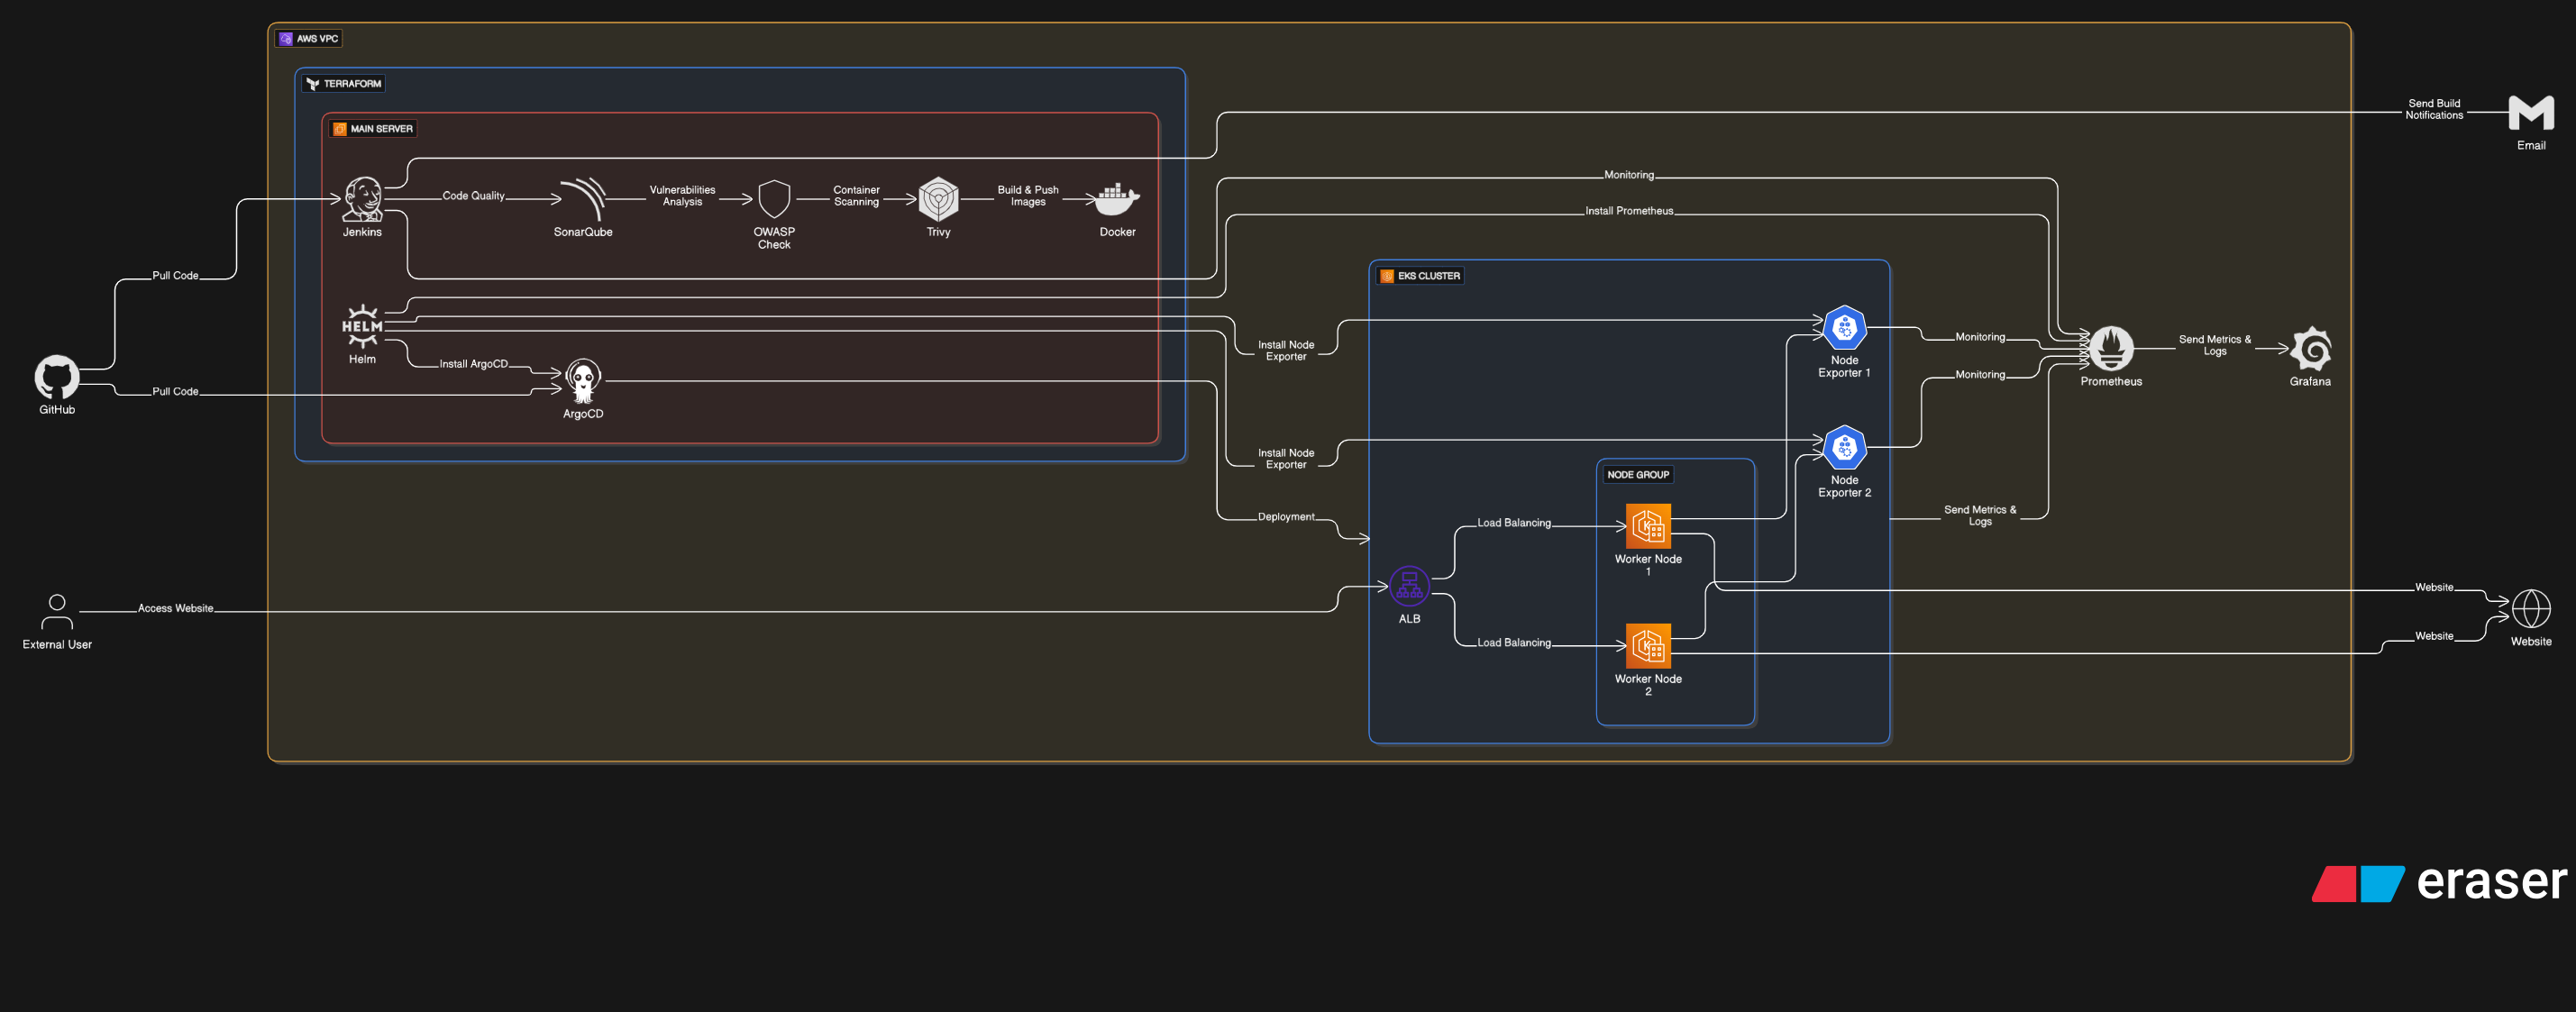 AWS VPC
TERRAFORM
MAIN SERVER
Send Build
Notifications
Email
Jenkins
Code Quality
SonarQube
Vulnerabilities
Analysis
OWASP
Check
Container
Scanning
Trivy
Build & Push
Images
Docker
Monitoring
Install Prometheus
Pull Code
EKS CLUSTER
HELM
Helm
Install ArgoCD
ArgoCD
GitHub
Pull Code
Install Node
Exporter
Node
Exporter 1
Monitoring
Monitoring
Prometheus
Send Metrics &
Logs
Grafana
Install Node
Exporter
Node
Exporter 2
NODE GROUP
Deployment
Send Metrics &
Logs
Load Balancing
Worker Node
1
ALB
Load Balancing
Worker Node
2
Access Website
External User
Website
Website
Website
eraser